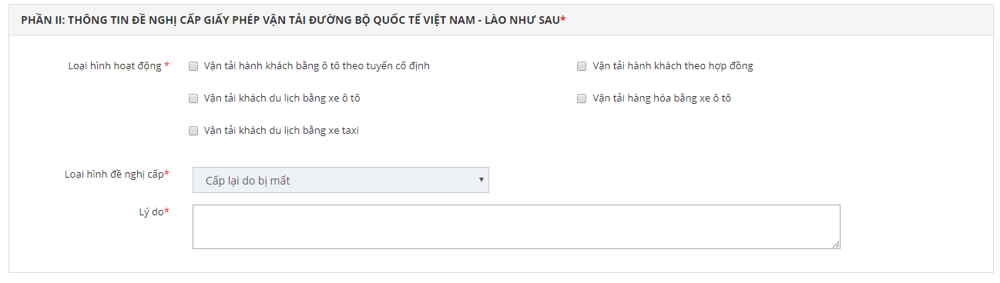 PHẦN II: THÔNG TIN ĐỀ NGHỊ CẤP GIẤY PHÉP VẬN TẢI ĐƯỜNG BỘ QUỐC TẾ VIỆT NAM - LÀO NHƯ SAU*
Loại hình hoạt động * Vận tải hành khách bằng ô tô theo tuyến cố định Vận tải hành khách theo hợp đồng
Vận tải khách du lịch bằng xe ô tô Vận tải hàng hóa bằng xe ô tô
Vận tải khách du lịch bằng xe taxi
Loại hình đề nghị cấp* Cấp lại do bị mất
Lý do*